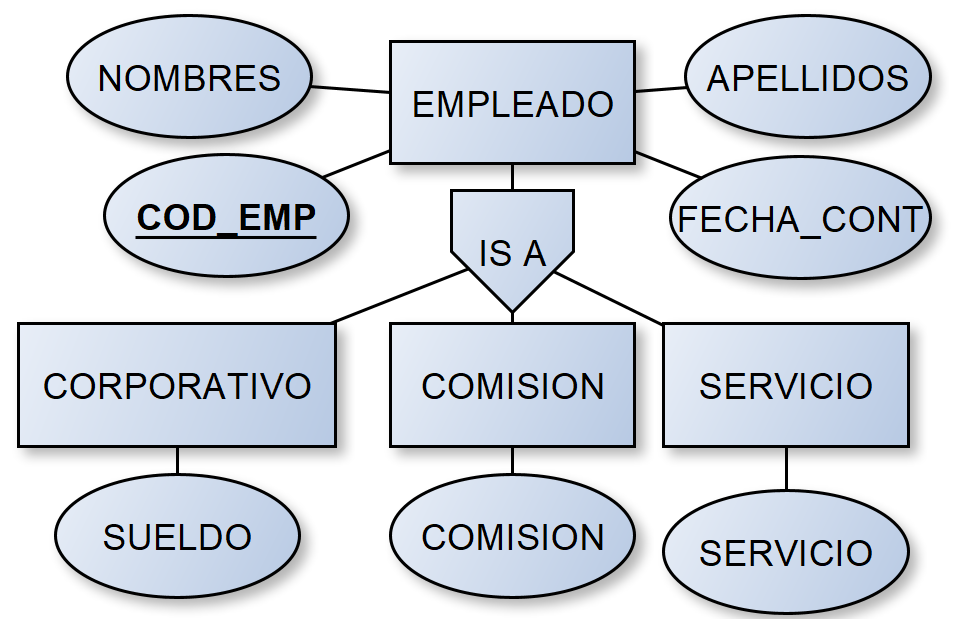 NOMBRES
EMPLEADO
APELLIDOS
COD_EMP
FECHA_CONT
IS A
CORPORATIVO
COMISION
SERVICIO
SUELDO
COMISION
SERVICIO